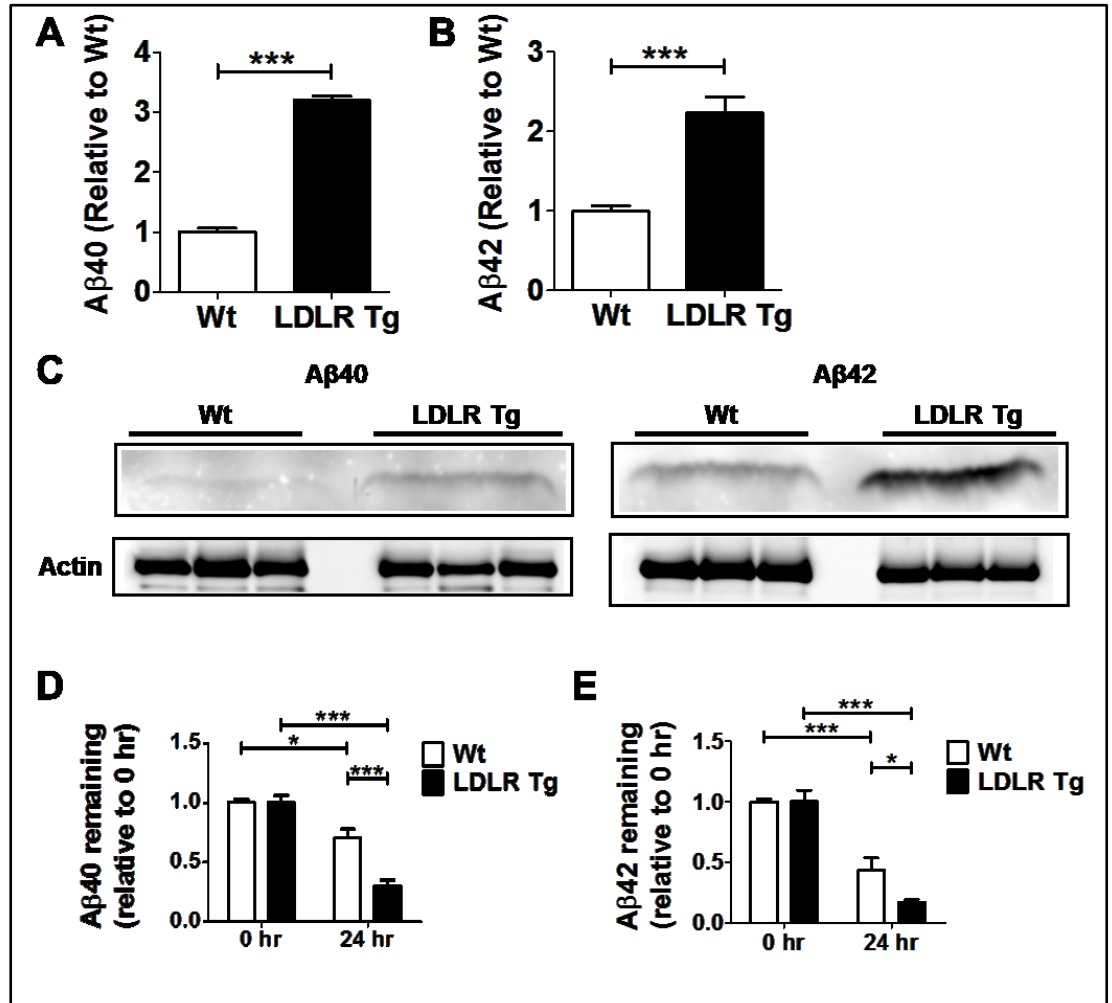 A
Aβ40 (Relative to Wt)
4
3
2
1
0
***
Wt LDLR Tg
B
Aβ42 (Relative to Wt)
3
2
1
0
***
Wt LDLR Tg
C
Aβ40
Wt LDLR Tg
Aβ42
Wt LDLR Tg
Actin
D
Aβ40 remaining
(relative to 0 hr)
1.5
1.0
0.5
0.0
***
*
***
Wt
LDLR Tg
0 hr 24 hr
E
Aβ42 remaining
(relative to 0 hr)
1.5
1.0
0.5
0.0
***
***
*
Wt
LDLR Tg
0 hr 24 hr